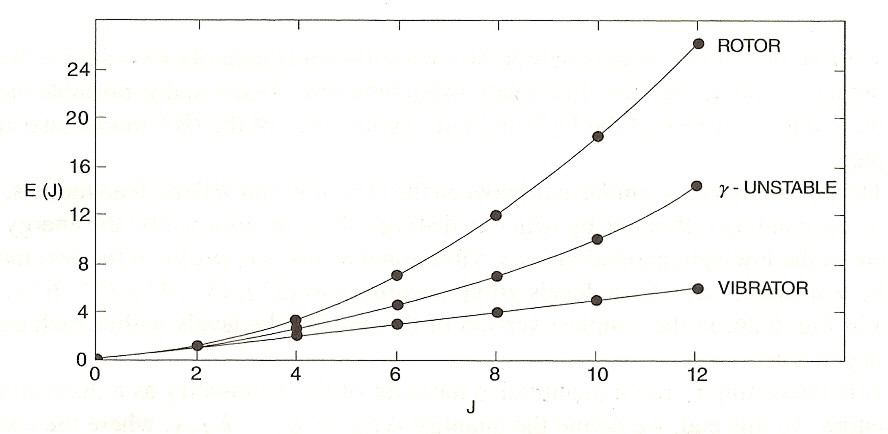 ROTOR
24
20
16
E (J)
γ - UNSTABLE
12
8
VIBRATOR
4
0
0 2 4 6 8 10 12
J